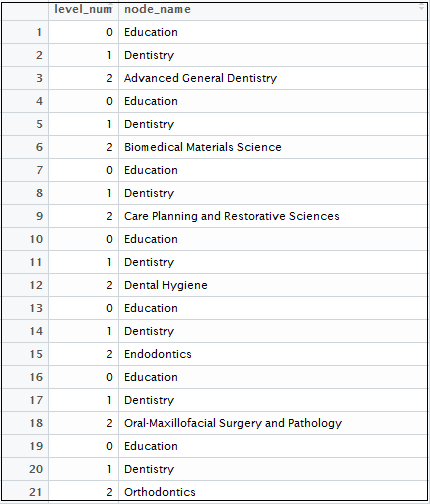 level_num node_name
1 0 Education
2 1 Dentistry
3 2 Advanced General Dentistry
4 0 Education
5 1 Dentistry
6 2 Biomedical Materials Science
7 0 Education
8 1 Dentistry
9 2 Care Planning and Restorative Sciences
10 0 Education
11 1 Dentistry
12 2 Dental Hygiene
13 0 Education
14 1 Dentistry
15 2 Endodontics
16 0 Education
17 1 Dentistry
18 2 Oral-Maxillofacial Surgery and Pathology
19 0 Education
20 1 Dentistry
21 2 Orthodontics